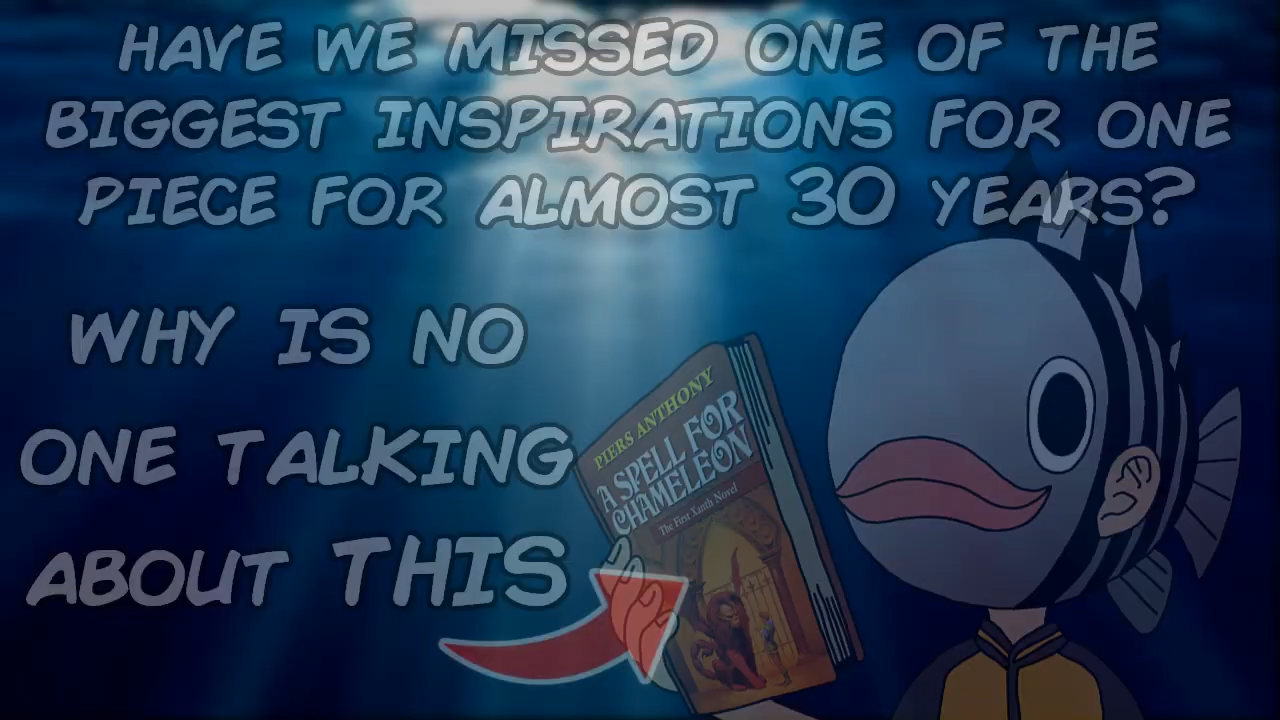 HAVE WE MISSED ONE OF THE
BIGGEST INSPIRATIONS FOR ONE
PIECE FOR ALMOST 30 YEARS?
WHY IS NO
ONE TALKING
ABOUT THIS
PIERS ANTHONY
A SPELL FOR
CHAMELEON
The First Xanth Novel